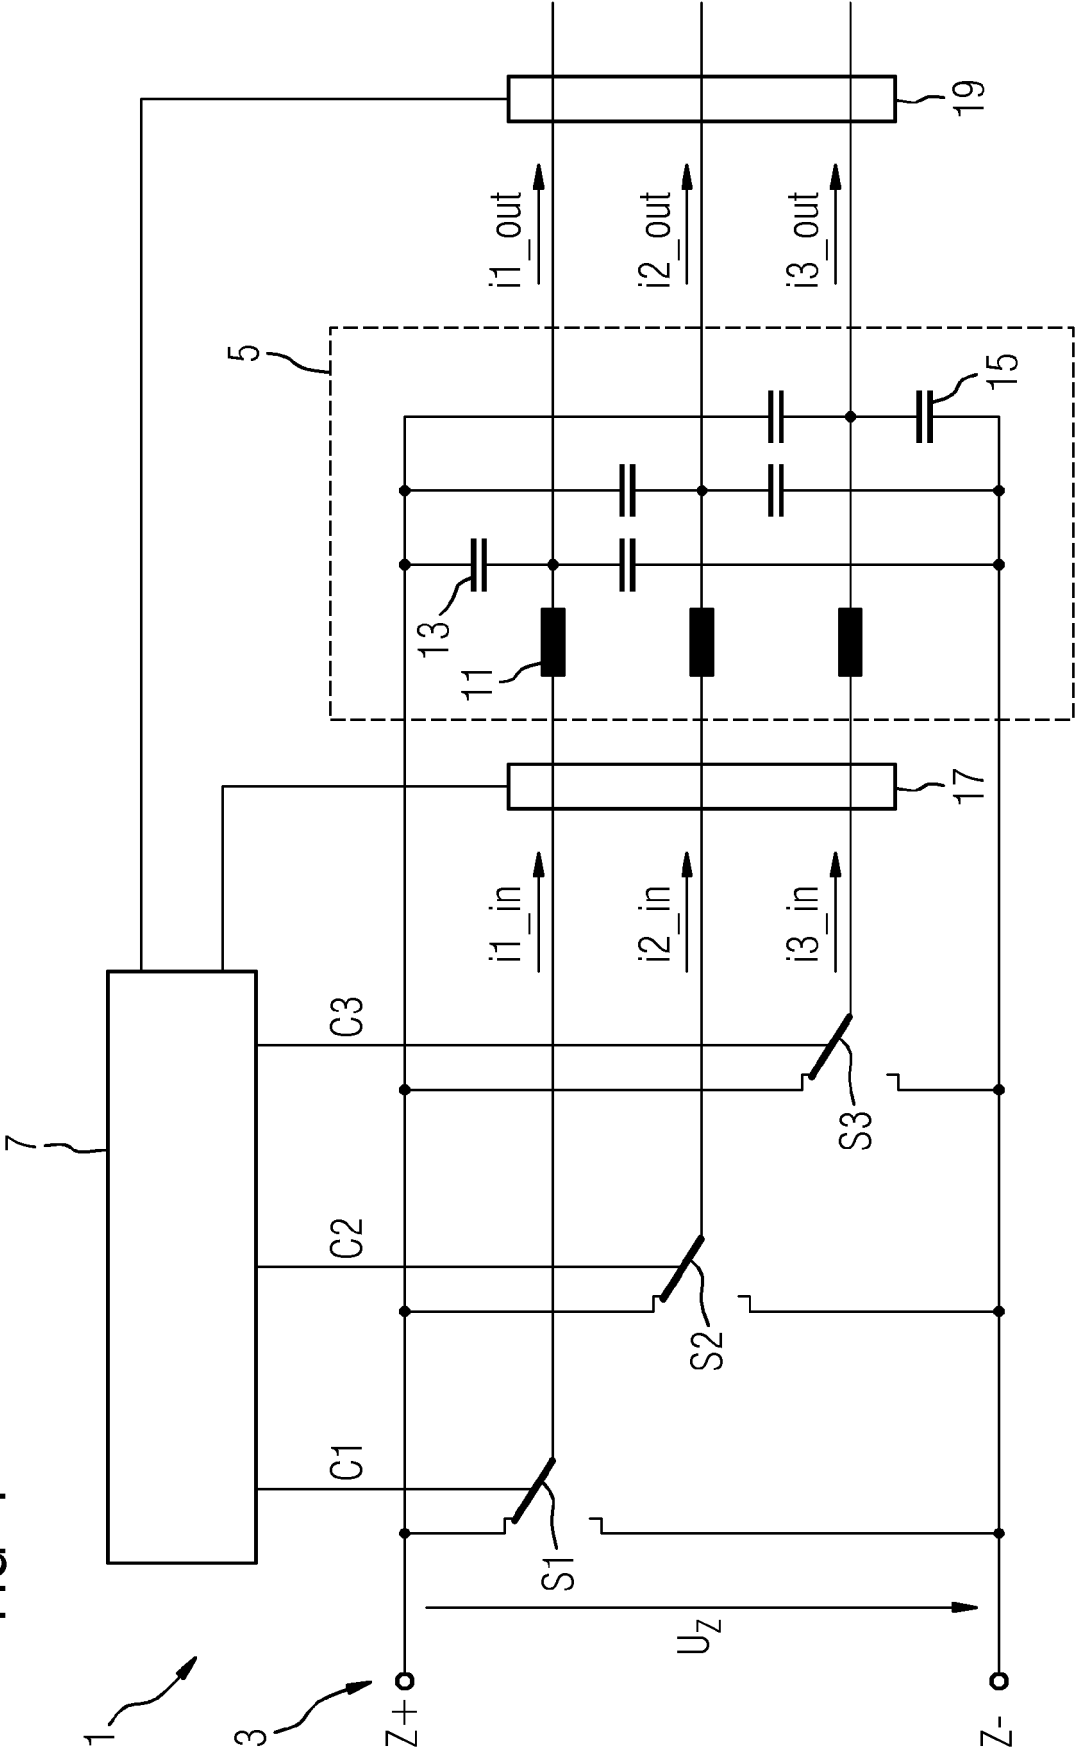 1
3
7
5
Z+
Z-
U_Z
C1
C2
C3
S1
S2
S3
i1_in
i2_in
i3_in
17
11
13
15
i1_out
i2_out
i3_out
19